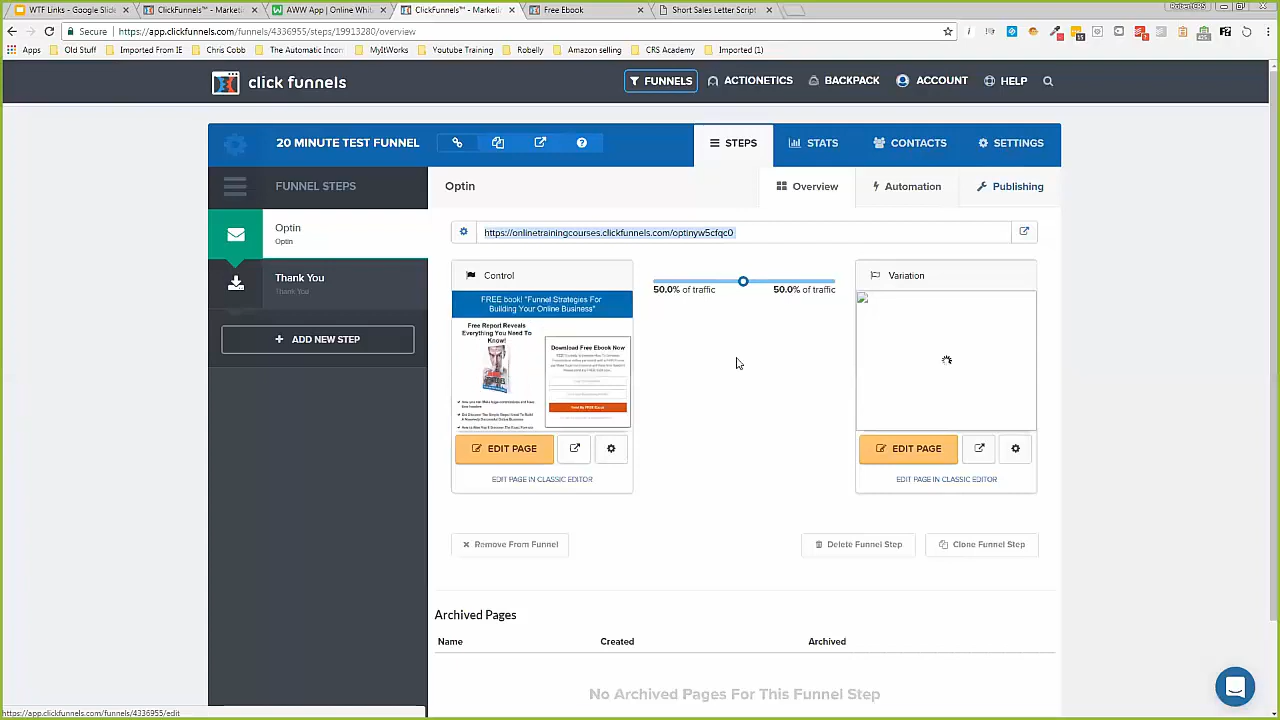 WTF Links - Google Slide
ClickFunnels™ - Marketi
AWW App | Online Whit
ClickFunnels™ - Marketi
Free Ebook
Short Sales Letter Script
RobertCRS
Secure | https://app.clickfunnels.com/funnels/4336955/steps/19913280/overview
Apps
Old Stuff
Imported From IE
Chris Cobb
The Automatic Incom
MyItWorks
Youtube Training
Robelly
Amazon selling
CRS Academy
Imported (1)
click funnels
FUNNELS
ACTIONETICS
BACKPACK
ACCOUNT
HELP
20 MINUTE TEST FUNNEL
STEPS
STATS
CONTACTS
SETTINGS
FUNNEL STEPS
Optin
Overview
Automation
Publishing
Optin
Optin
Thank You
Thank You
ADD NEW STEP
https://onlinetrainingcourses.clickfunnels.com/optinyw5cfqc0
Control
50.0% of traffic
50.0% of traffic
Variation
FREE book! "Funnel Strategies For
Building Your Online Business"
Free Report Reveals
Everything You Need To
Know!
Download Free Ebook Now
EDIT PAGE
EDIT PAGE IN CLASSIC EDITOR
EDIT PAGE
EDIT PAGE IN CLASSIC EDITOR
Remove From Funnel
Delete Funnel Step
Clone Funnel Step
Archived Pages
Name
Created
Archived
No Archived Pages For This Funnel Step
https://app.clickfunnels.com/funnels/4336955/edit